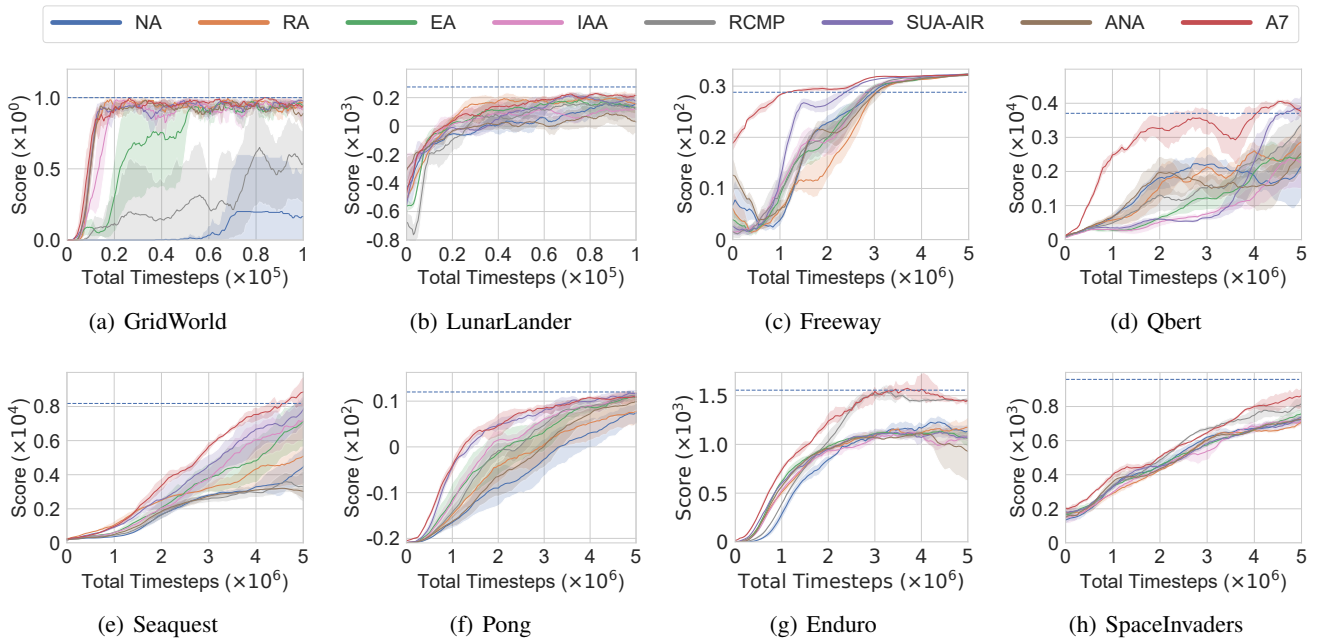 NA RA EA IAA RCMP SUA-AIR ANA A7
Score (×10⁰)
1.0
0.5
0.0
0 0.2 0.4 0.6 0.8 1
Total Timesteps (×10⁵)
(a) GridWorld
Score (×10³)
0.2
0
-0.2
-0.4
-0.6
-0.8
0 0.2 0.4 0.6 0.8 1
Total Timesteps (×10⁵)
(b) LunarLander
Score (×10²)
0.3
0.2
0.1
0
0 1 2 3 4 5
Total Timesteps (×10⁶)
(c) Freeway
Score (×10⁴)
0.4
0.3
0.2
0.1
0
0 1 2 3 4 5
Total Timesteps (×10⁶)
(d) Qbert
Score (×10⁴)
0.8
0.6
0.4
0.2
0
0 1 2 3 4 5
Total Timesteps (×10⁶)
(e) Seaquest
Score (×10²)
0.1
0
-0.1
-0.2
0 1 2 3 4 5
Total Timesteps (×10⁶)
(f) Pong
Score (×10³)
1.5
1.0
0.5
0
0 1 2 3 4 5
Total Timesteps (×10⁶)
(g) Enduro
Score (×10³)
0.8
0.6
0.4
0.2
0
0 1 2 3 4 5
Total Timesteps (×10⁶)
(h) SpaceInvaders